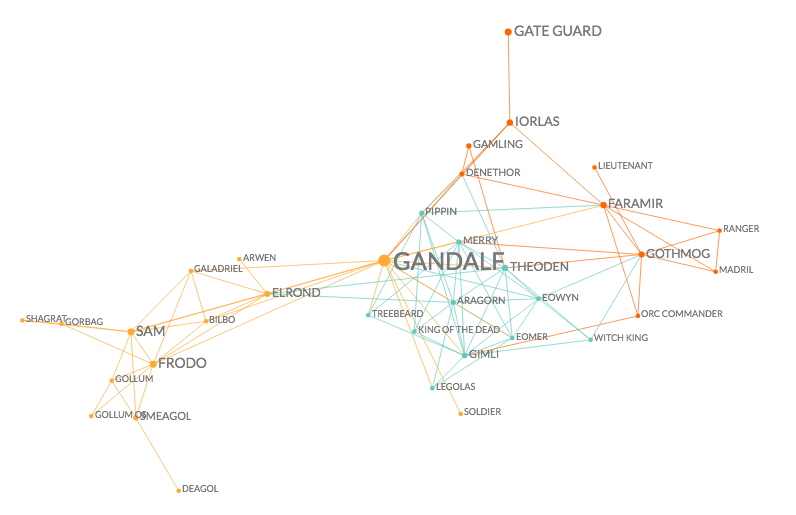 GATE GUARD
IORLAS
GAMLING
LIEUTENANT
DENETHOR
FARAMIR
PIPPIN
RANGER
MERRY
GOTHMOG
ARWEN
GANDALF
THEODEN
GALADRIEL
MADRIL
ELROND
ARAGORN
EOWYN
TREEBEARD
ORC COMMANDER
SHAGRAT
GORBAG
BILBO
SAM
KING OF THE DEAD
EOMER
WITCH KING
GIMLI
FRODO
GOLLUM
LEGOLAS
SOLDIER
GOLLUM OS
SMEAGOL
DEAGOL